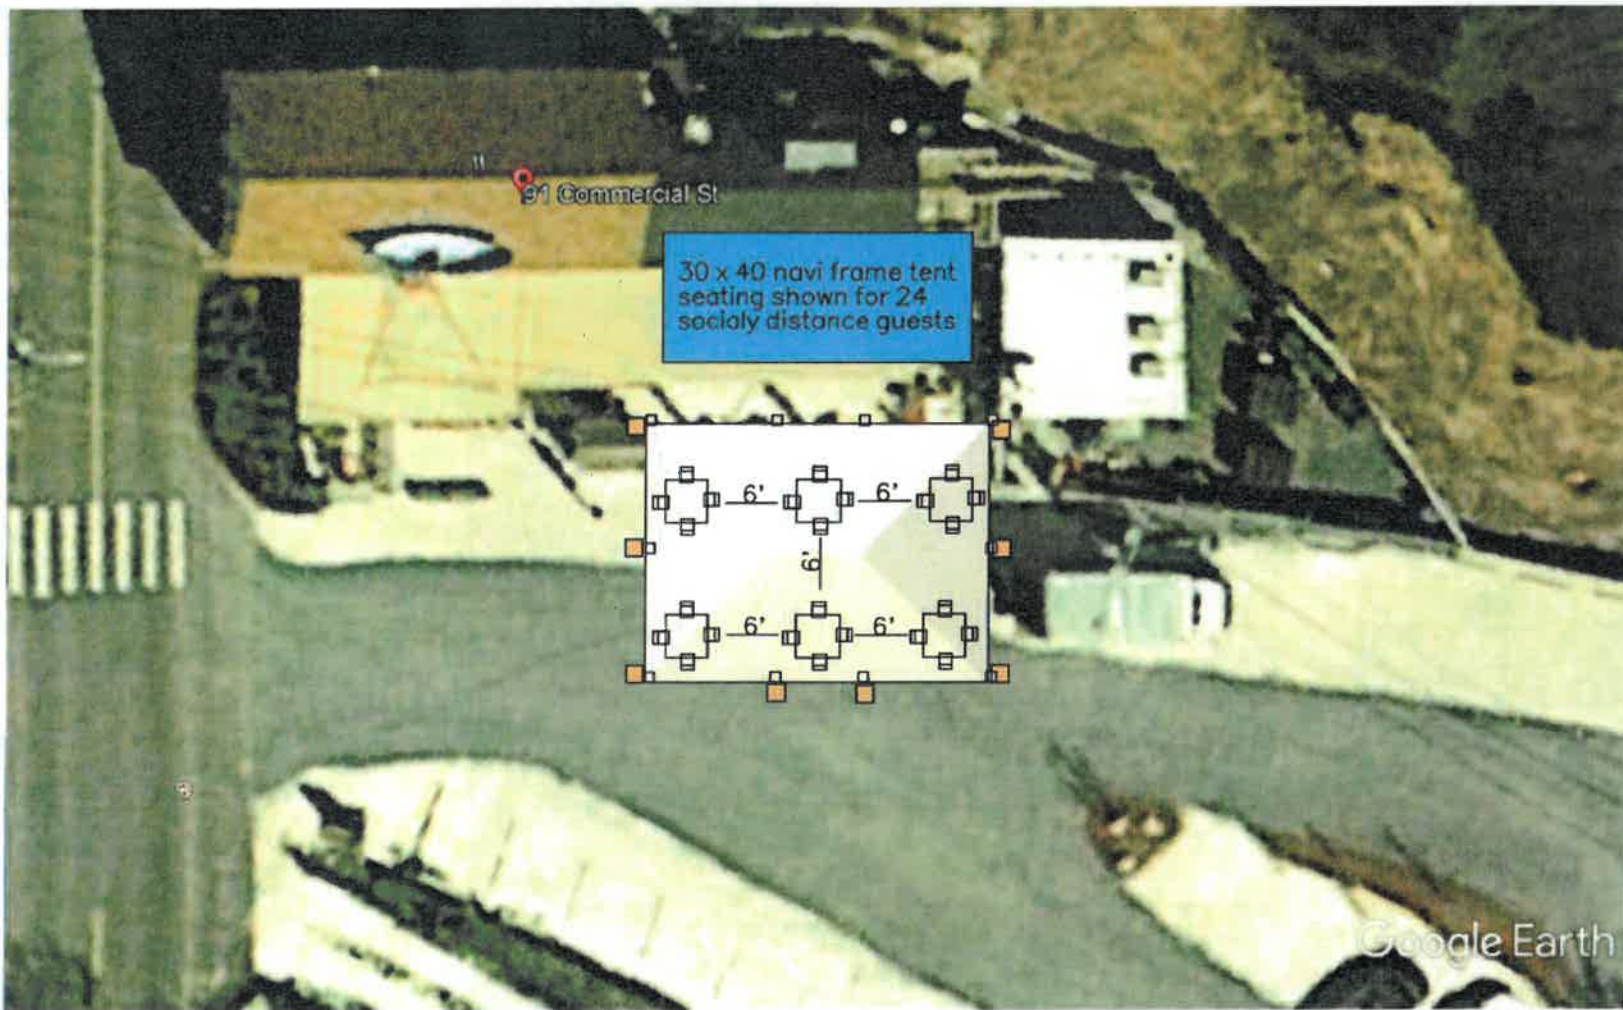 91 Commercial St
30 x 40 navi frame tent
seating shown for 24
socialy distance guests
6' 6'
6'
6' 6'
Google Earth